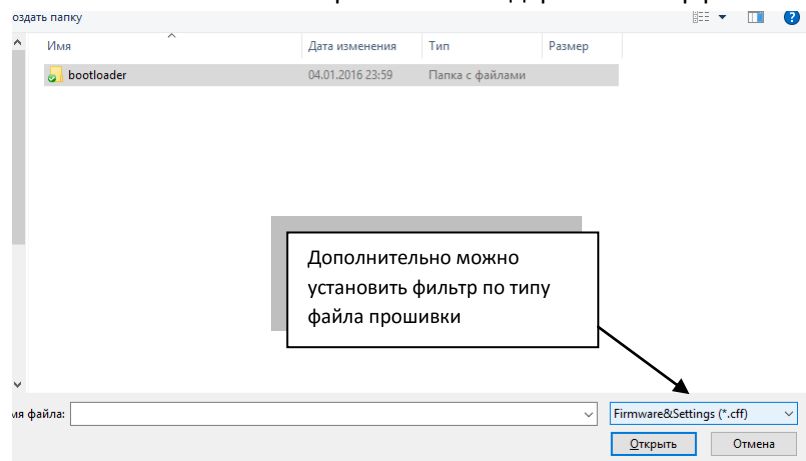 оздать папку
Имя Дата изменения Тип Размер
bootloader 04.01.2016 23:59 Папка с файлами
Дополнительно можно
установить фильтр по типу
файла прошивки
мя файла: Firmware&Settings (*.cff)
Открыть Отмена